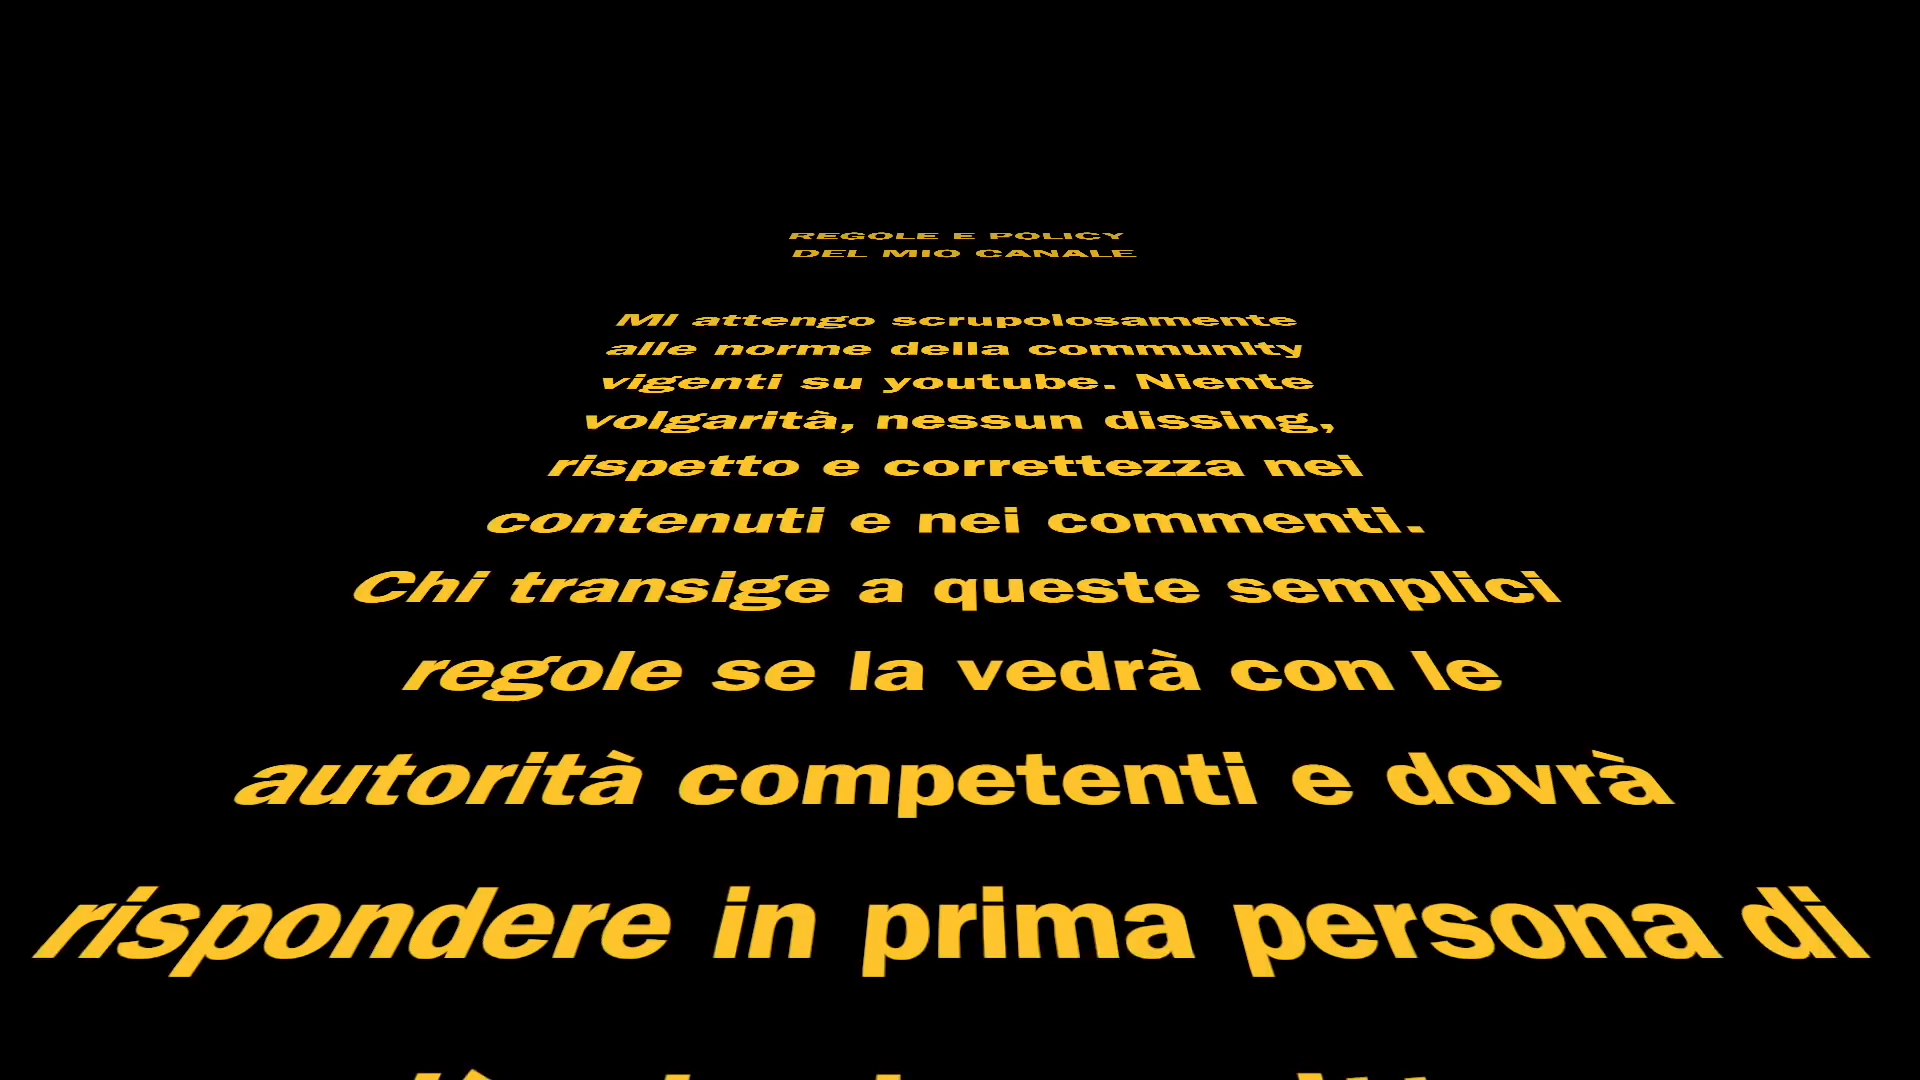 REGOLE E POLICY
DEL MIO CANALE
MI attengo scrupolosamente
alle norme della community
vigenti su youtube. Niente
volgarità, nessun dissing,
rispetto e correttezza nei
contenuti e nei commenti.
Chi transige a queste semplici
regole se la vedrà con le
autorità competenti e dovrà
rispondere in prima persona di